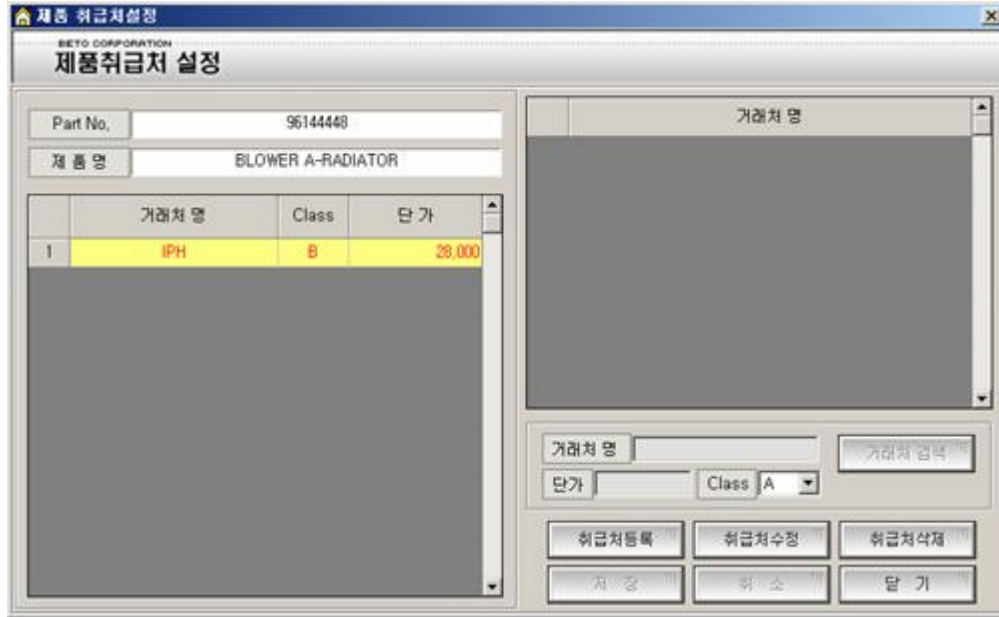 제품 취급처설정
BETO CORPORATION
제품취급처 설정
Part No, 96144448
제 품 명 BLOWER A-RADIATOR
거래처 명 Class 단 가
1 IPH B 28,000
거래처 명
거래처 명 거래처 검색
단가 Class A
취급처등록 취급처수정 취급처삭제
저 장 취 소 닫 기